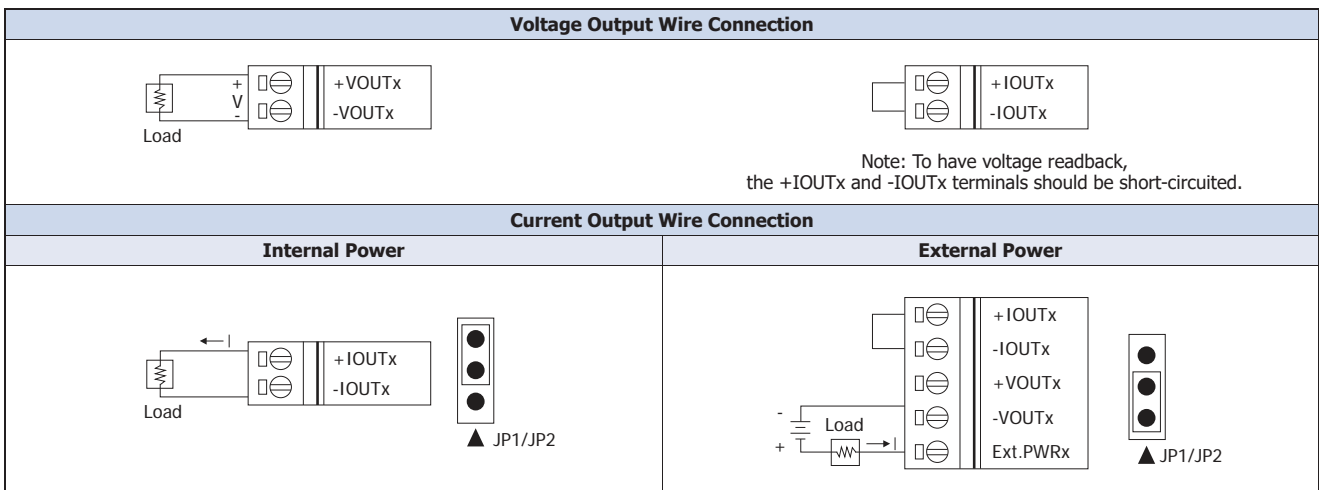 Voltage Output Wire Connection
+
V
-
Load
+VOUTx
-VOUTx
+IOUTx
-IOUTx
Note: To have voltage readback,
the +IOUTx and -IOUTx terminals should be short-circuited.
Current Output Wire Connection
Internal Power
External Power
I
Load
+IOUTx
-IOUTx
JP1/JP2
-
+
Load
I
+IOUTx
-IOUTx
+VOUTx
-VOUTx
Ext.PWRx
JP1/JP2